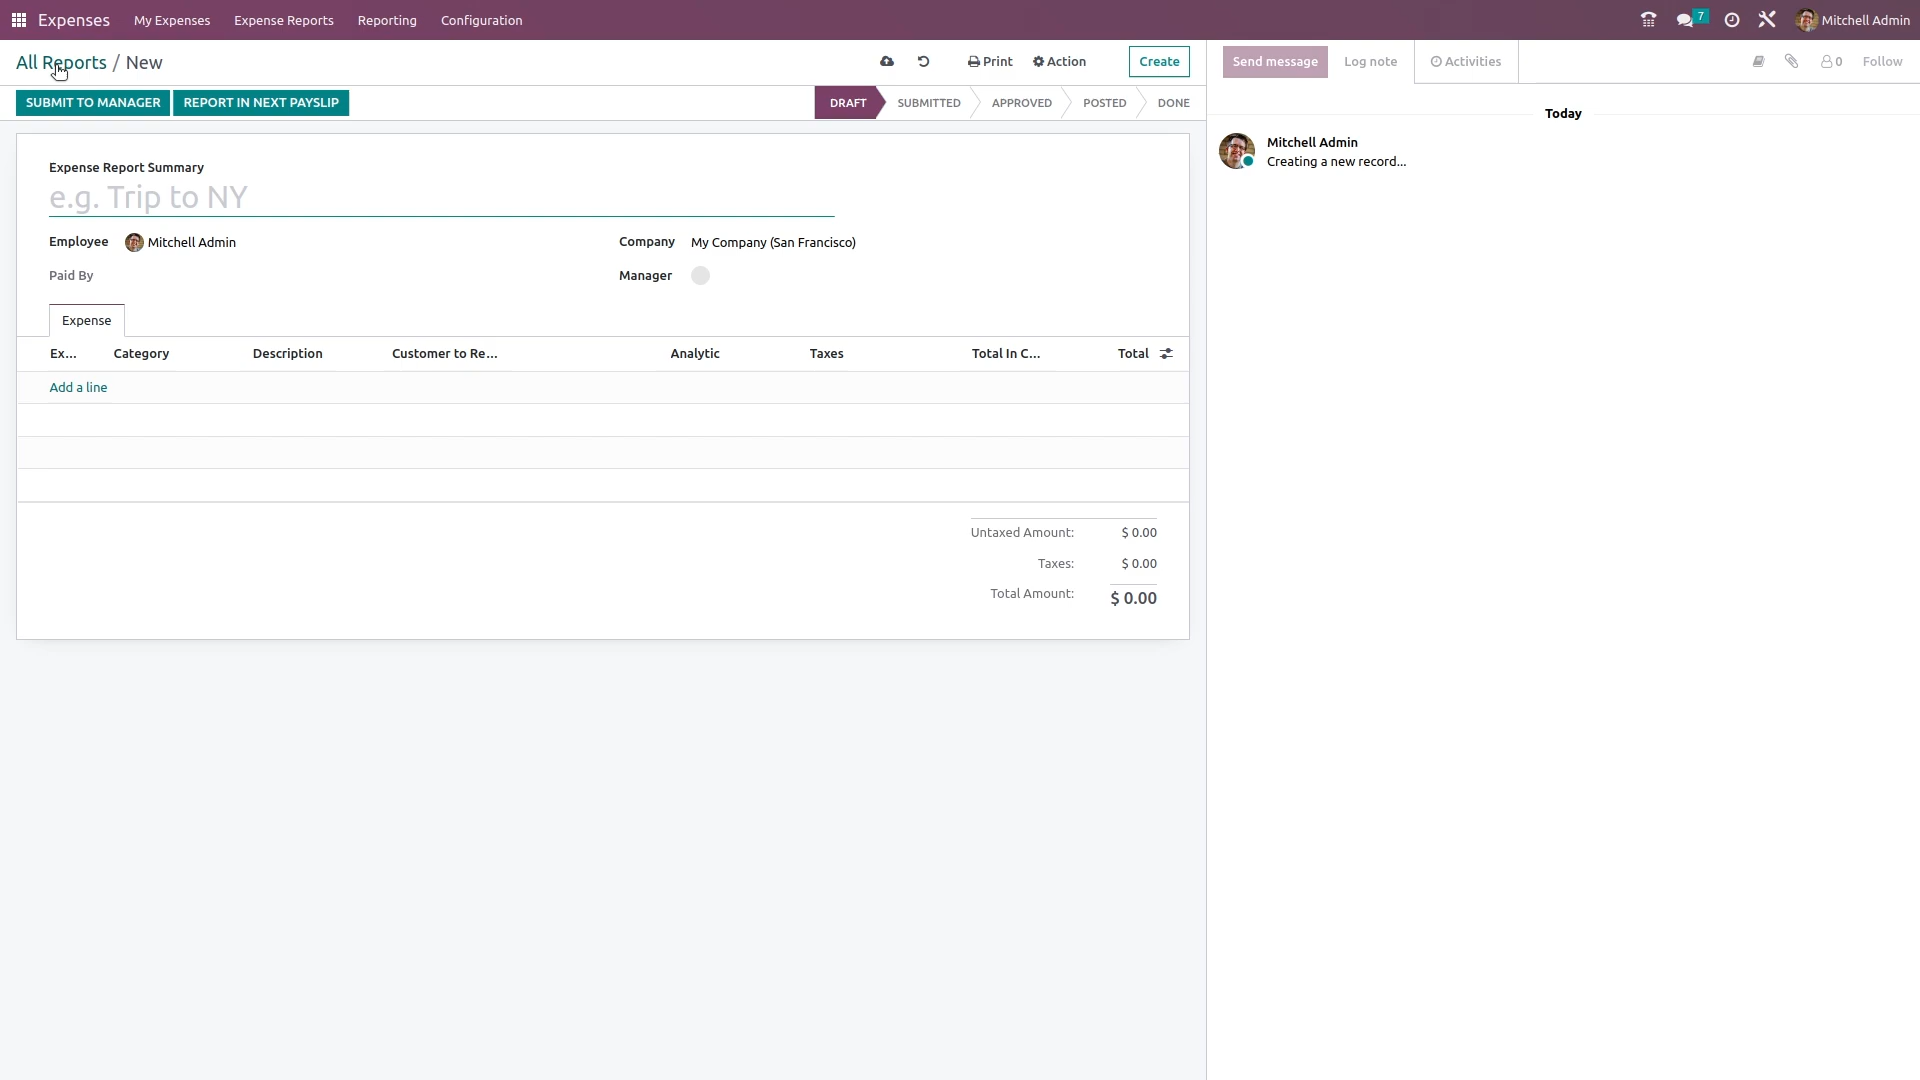 Expenses My Expenses Expense Reports Reporting Configuration 7 Mitchell Admin
All Reports / New Print Action Create Send message Log note Activities 0 Follow
SUBMIT TO MANAGER REPORT IN NEXT PAYSLIP DRAFT SUBMITTED APPROVED POSTED DONE
Today
Mitchell Admin
Creating a new record...
Expense Report Summary
e.g. Trip to NY
Employee Mitchell Admin Company My Company (San Francisco)
Paid By Manager
Expense
Ex... Category Description Customer to Re... Analytic Taxes Total In C... Total
Add a line
Untaxed Amount: $ 0.00
Taxes: $ 0.00
Total Amount: $ 0.00